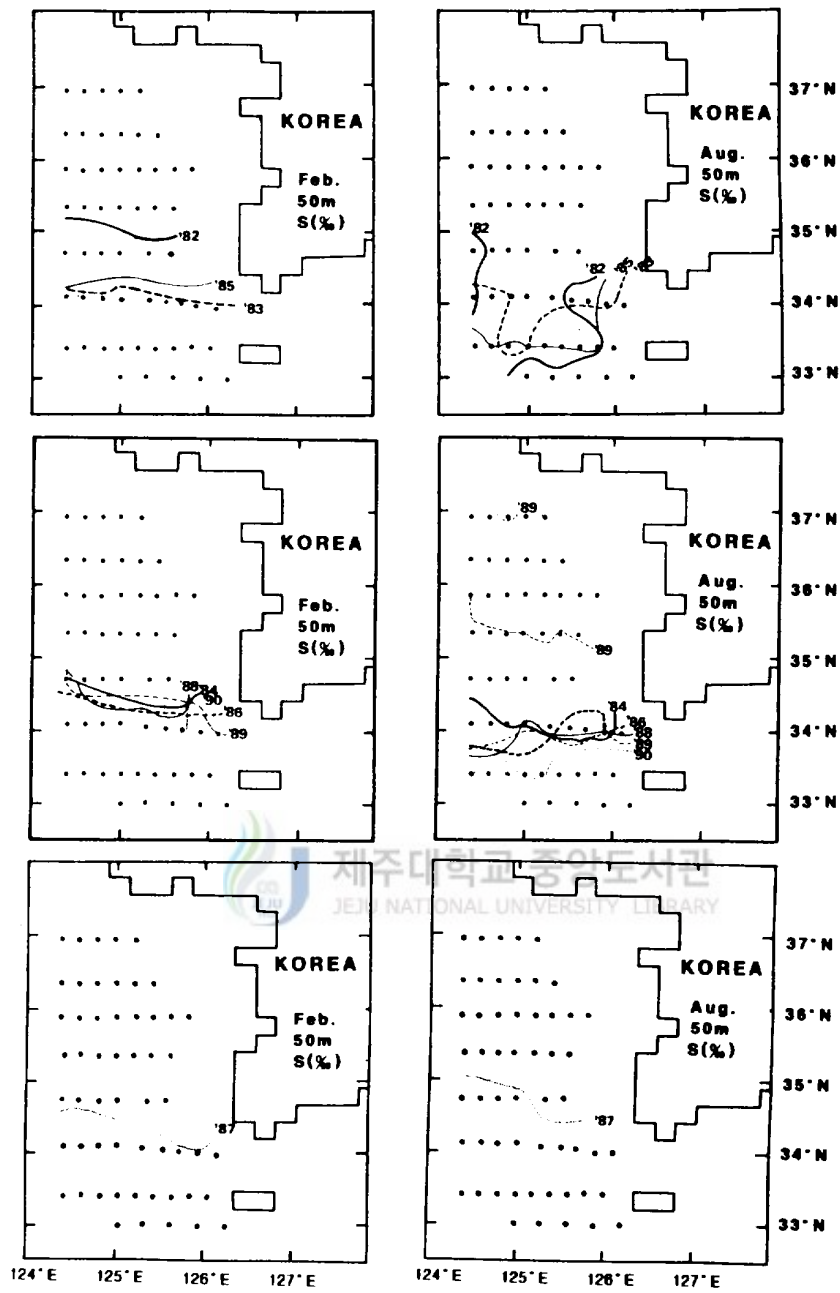 KOREA
Feb.
50m
S(‰)
'82
'85
'83
KOREA
Aug.
50m
S(‰)
'82
'82
37°N
36°N
35°N
34°N
33°N
KOREA
Feb.
50m
S(‰)
'88
'84
90
'86
'89
KOREA
Aug.
50m
S(‰)
'89
'89
'84
'86
'88
'89
90
37°N
36°N
35°N
34°N
33°N
제주대학교 중앙도서관
JEJU NATIONAL UNIVERSITY LIBRARY
KOREA
Feb.
50m
S(‰)
'87
KOREA
Aug.
50m
S(‰)
'87
37°N
36°N
35°N
34°N
33°N
124°E 125°E 126°E 127°E
124°E 125°E 126°E 127°E